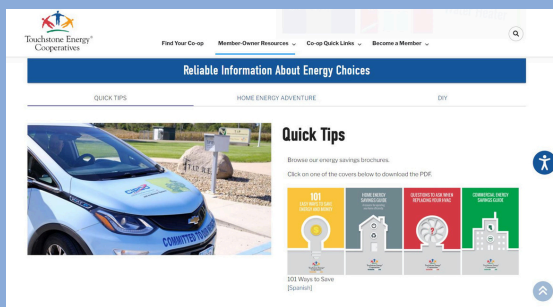 Touchstone Energy®
Cooperatives
Find Your Co-op
Member-Owner Resources
Co-op Quick Links
Become a Member
Reliable Information About Energy Choices
QUICK TIPS
HOME ENERGY ADVENTURE
DIY
COMMITTED TO
Quick Tips
Browse our energy savings brochures.
Click on one of the covers below to download the PDF.
101
EASY WAYS TO SAVE
ENERGY AND MONEY
HOME ENERGY
SAVINGS GUIDE
QUESTIONS TO ASK WHEN
REPLACING YOUR HVAC
COMMERCIAL ENERGY
SAVINGS GUIDE
101 Ways to Save
[Spanish]